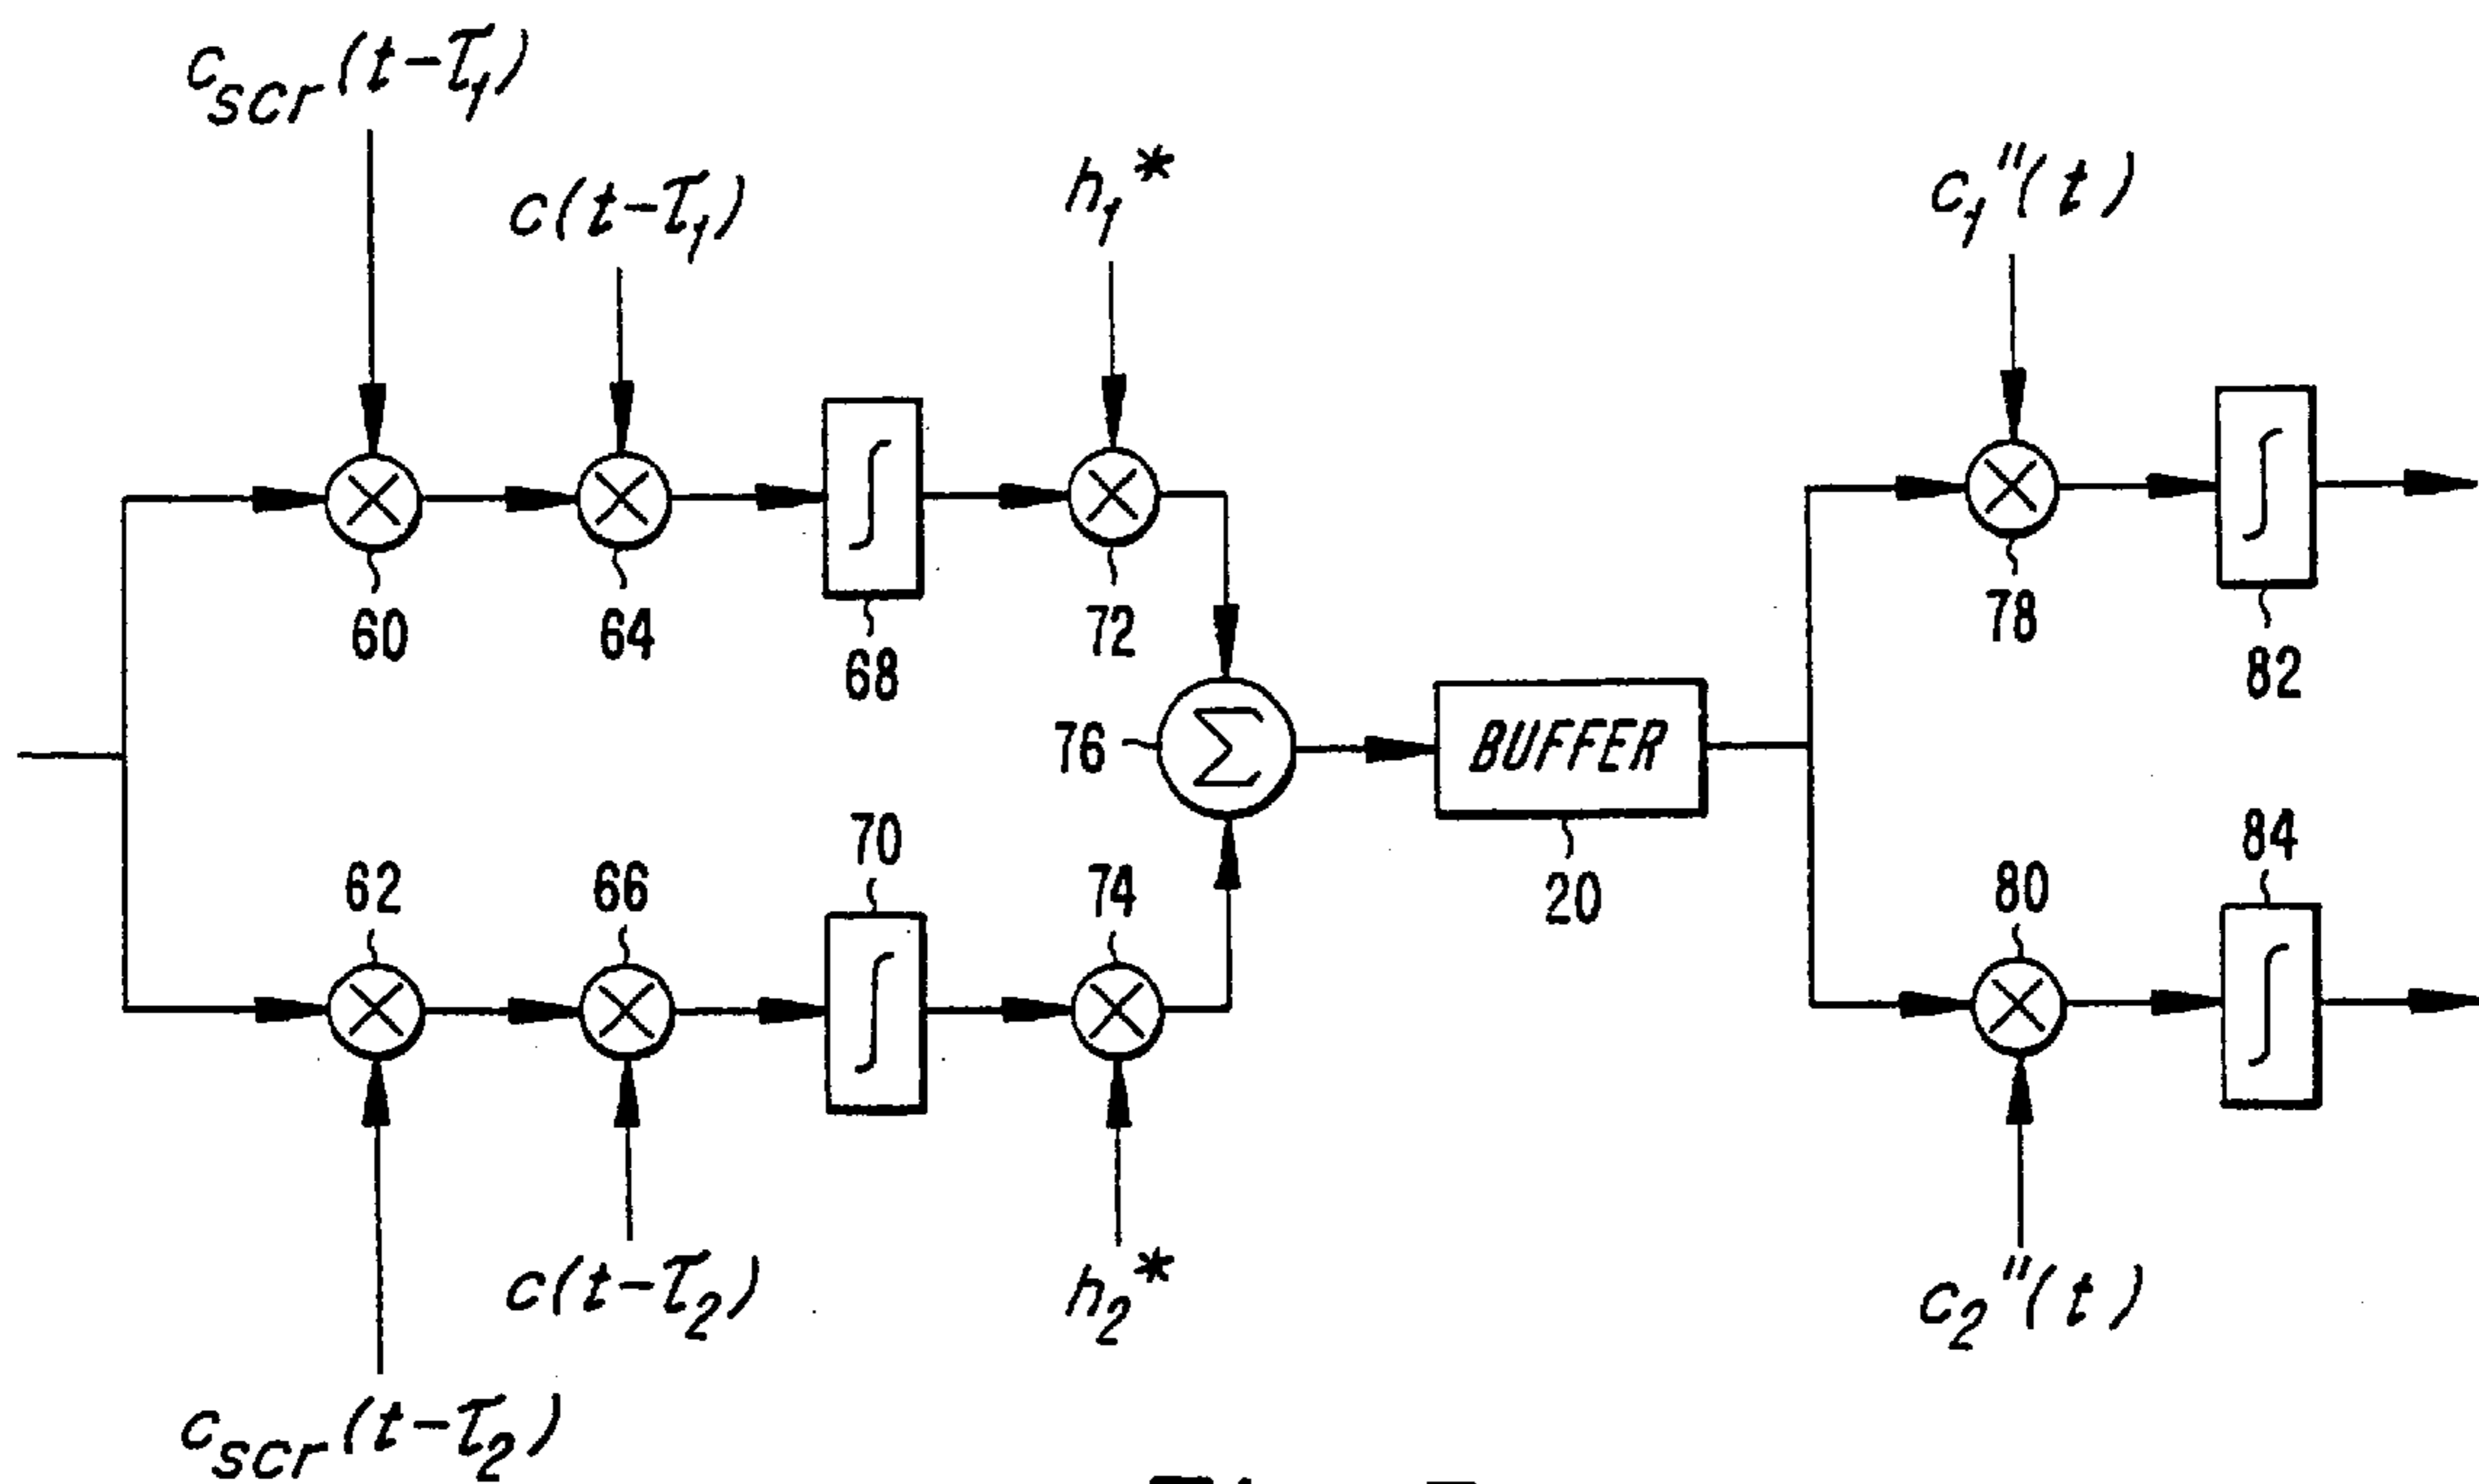 c_scr(t-τ_1)
c(t-τ_1)
h_1*
c_1"(t)
60
64
68
72
78
82
76
Σ
BUFFER
20
62
66
70
74
80
84
c(t-τ_2)
h_2*
c_2"(t)
c_scr(t-τ_2)